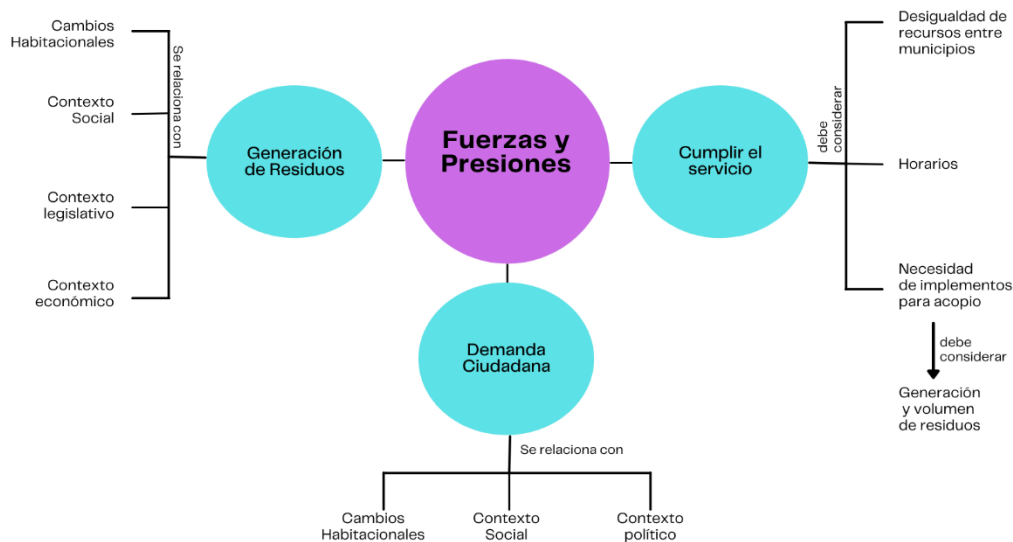 Fuerzas y
Presiones
Generación
de Residuos
Se relaciona con
Cambios
Habitacionales
Contexto
Social
Contexto
legislativo
Contexto
económico
Cumplir el
servicio
debe
considerar
Desigualdad de
recursos entre
municipios
Horarios
Necesidad
de implementos
para acopio
debe
considerar
Generación
y volumen
de residuos
Demanda
Ciudadana
Se relaciona con
Cambios
Habitacionales
Contexto
Social
Contexto
político